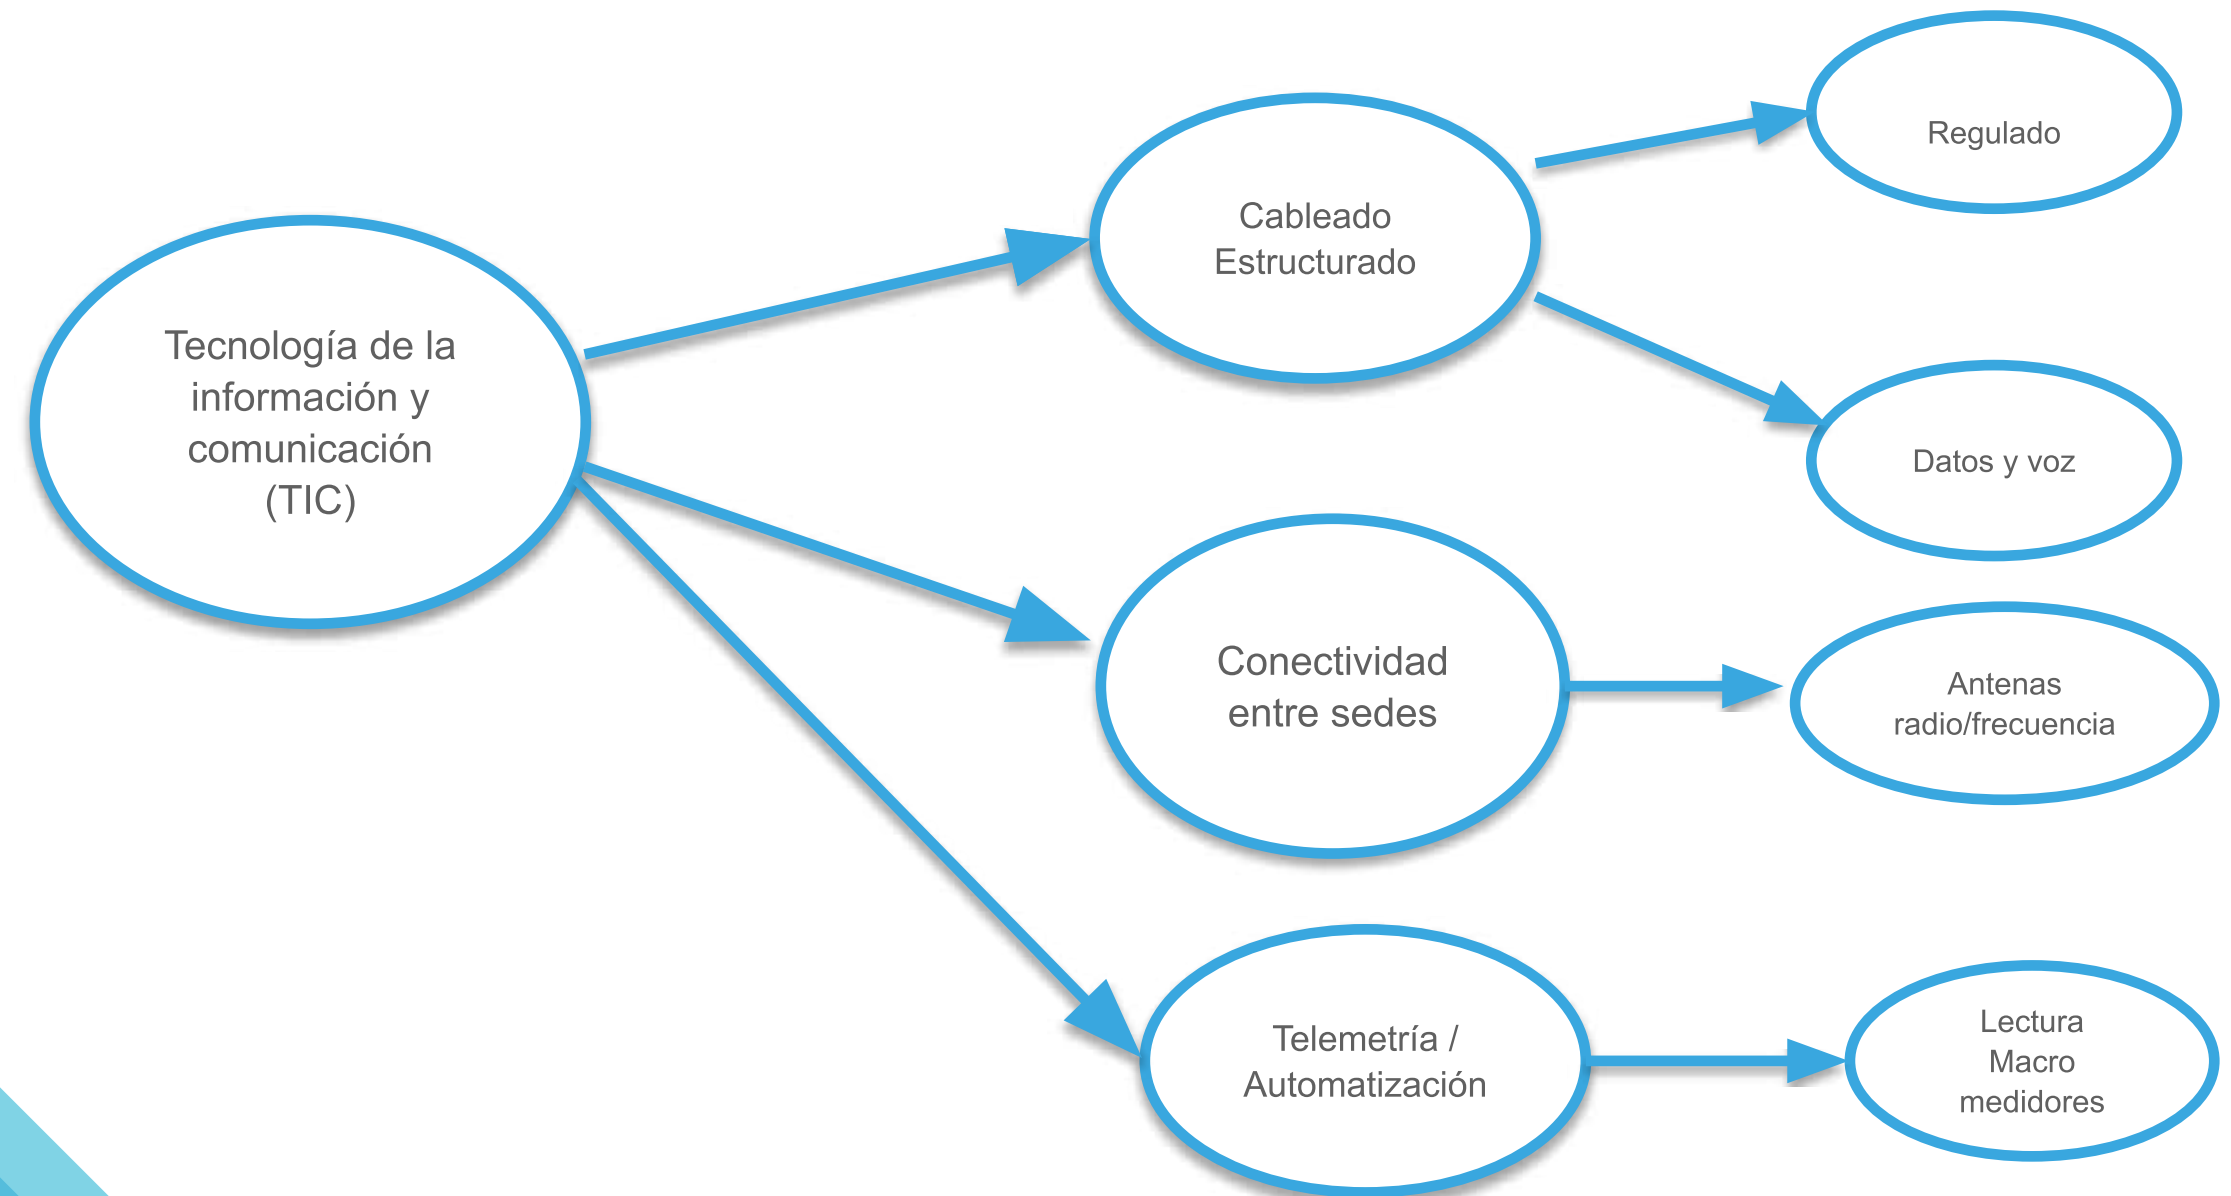 Tecnología de la
información y
comunicación
(TIC)
Cableado
Estructurado
Regulado
Datos y voz
Conectividad
entre sedes
Antenas
radio/frecuencia
Telemetría /
Automatización
Lectura
Macro
medidores